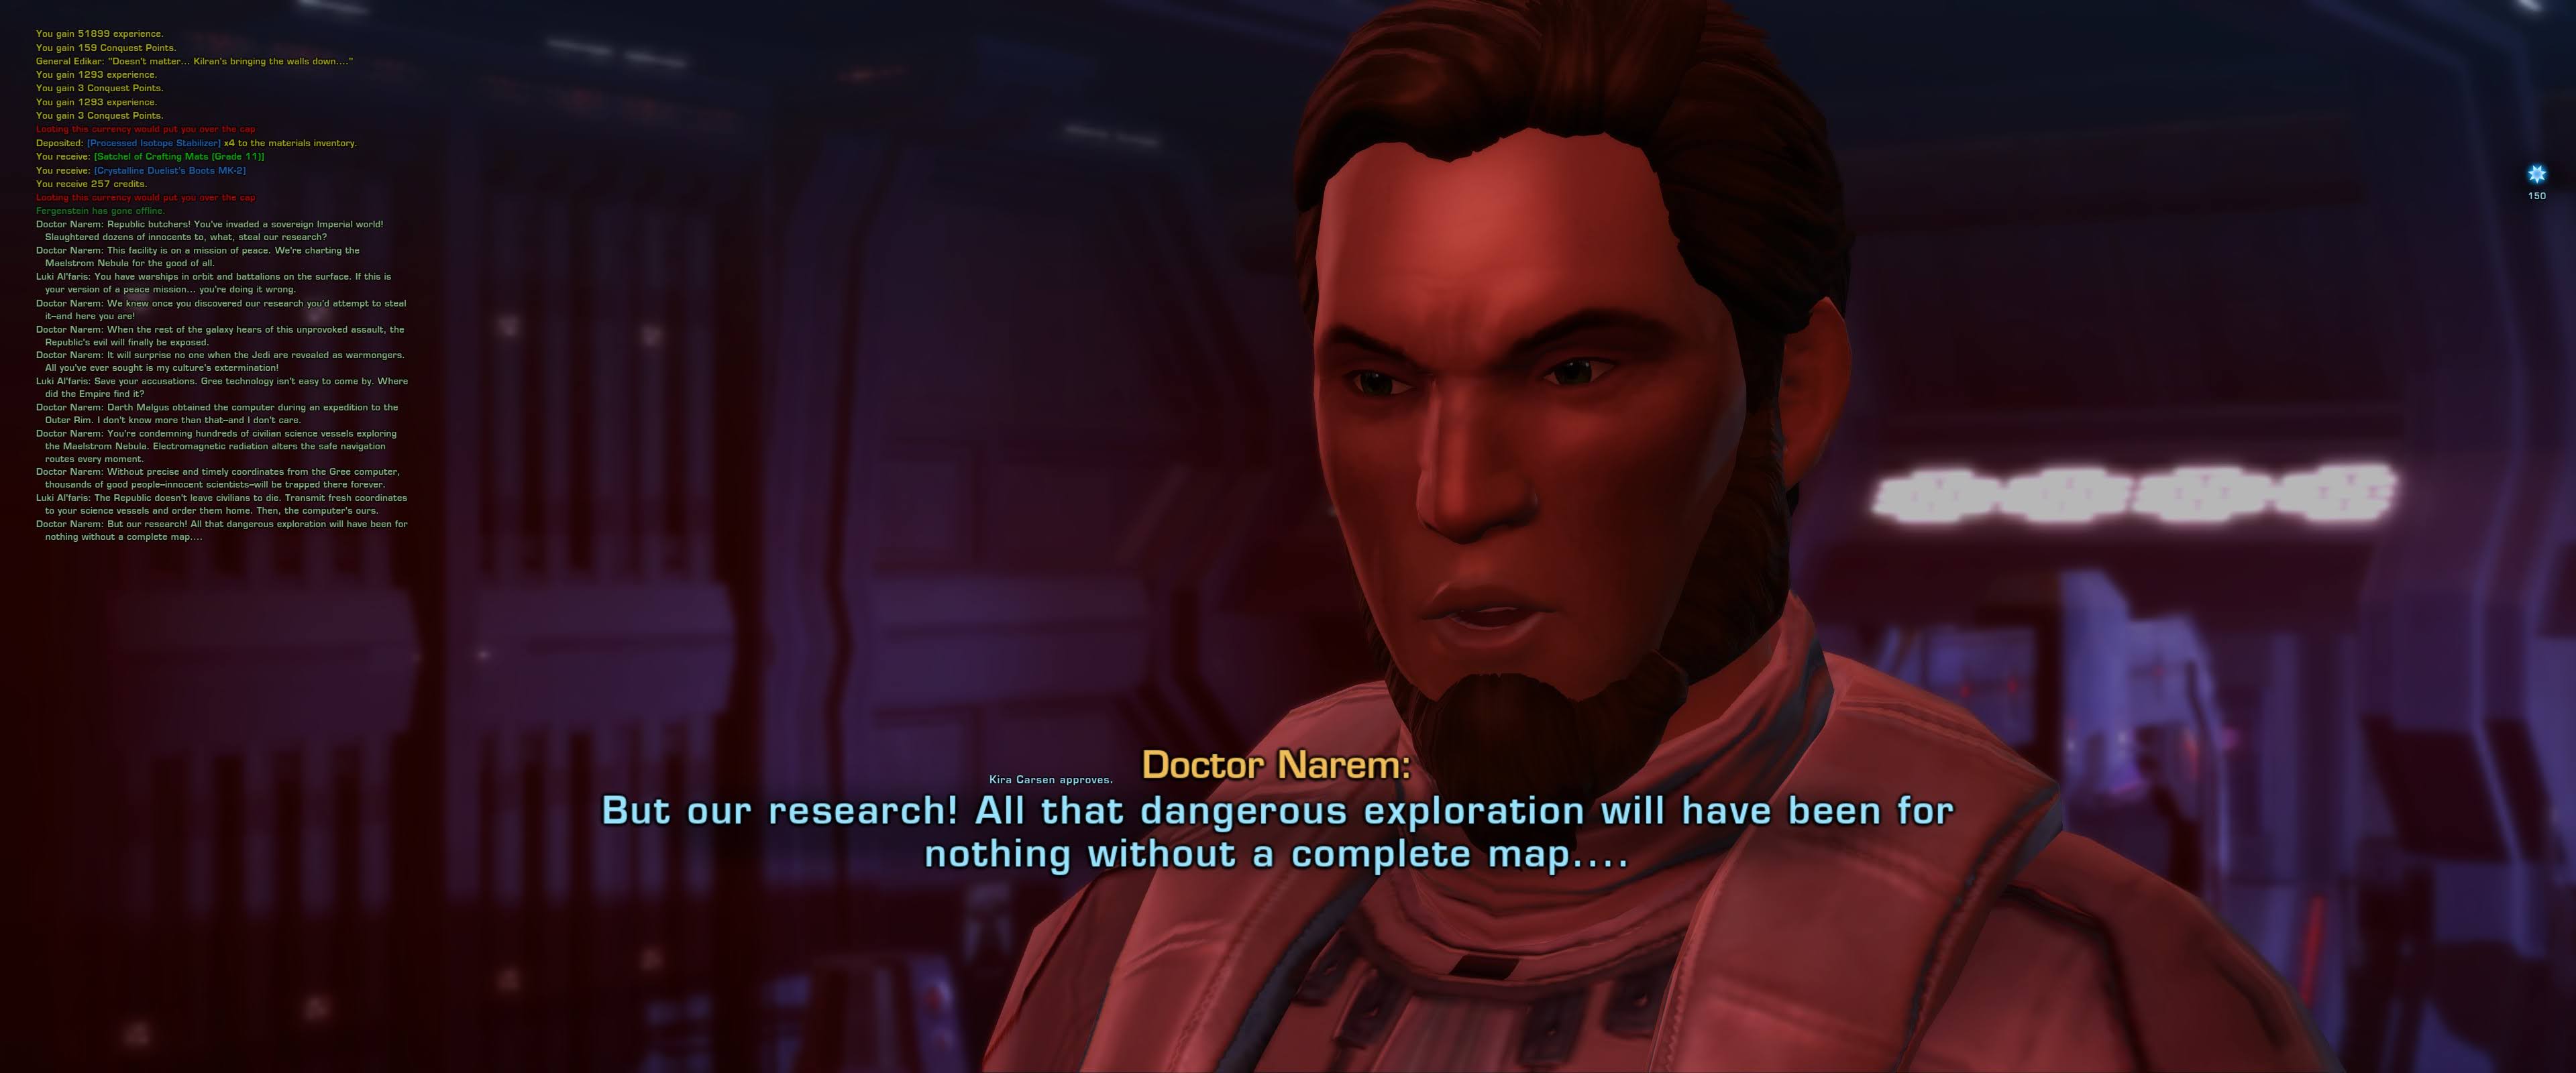 You gain 51899 experience.
You gain 159 Conquest Points.
General Edikar: "Doesn't matter... Kilran's bringing the walls down...."
You gain 1293 experience.
You gain 3 Conquest Points.
You gain 1293 experience.
You gain 3 Conquest Points.
Looting this currency would put you over the cap
Deposited: [Processed Isotope Stabilizer] x4 to the materials inventory.
You receive: [Satchel of Crafting Mats (Grade 11)]
You receive: [Crystalline Duelist's Boots MK-2]
You receive 257 credits.
Looting this currency would put you over the cap
Fergenstein has gone offline.
Doctor Narem: Republic butchers! You've invaded a sovereign Imperial world!
Slaughtered dozens of innocents to, what, steal our research?
Doctor Narem: This facility is on a mission of peace. We're charting the
Maelstrom Nebula for the good of all.
Luki Al'faris: You have warships in orbit and battalions on the surface. If this is
your version of a peace mission... you're doing it wrong.
Doctor Narem: We knew once you discovered our research you'd attempt to steal
it—and here you are!
Doctor Narem: When the rest of the galaxy hears of this unprovoked assault, the
Republic's evil will finally be exposed.
Doctor Narem: It will surprise no one when the Jedi are revealed as warmongers.
All you've ever sought is my culture's extermination!
Luki Al'faris: Save your accusations. Gree technology isn't easy to come by. Where
did the Empire find it?
Doctor Narem: Darth Malgus obtained the computer during an expedition to the
Outer Rim. I don't know more than that—and I don't care.
Doctor Narem: You're condemning hundreds of civilian science vessels exploring
the Maelstrom Nebula. Electromagnetic radiation alters the safe navigation
routes every moment.
Doctor Narem: Without precise and timely coordinates from the Gree computer,
thousands of good people—innocent scientists—will be trapped there forever.
Luki Al'faris: The Republic doesn't leave civilians to die. Transmit fresh coordinates
to your science vessels and order them home. Then, the computer's ours.
Doctor Narem: But our research! All that dangerous exploration will have been for
nothing without a complete map....
150
Doctor Narem:
Kira Carsen approves.
But our research! All that dangerous exploration will have been for
nothing without a complete map....